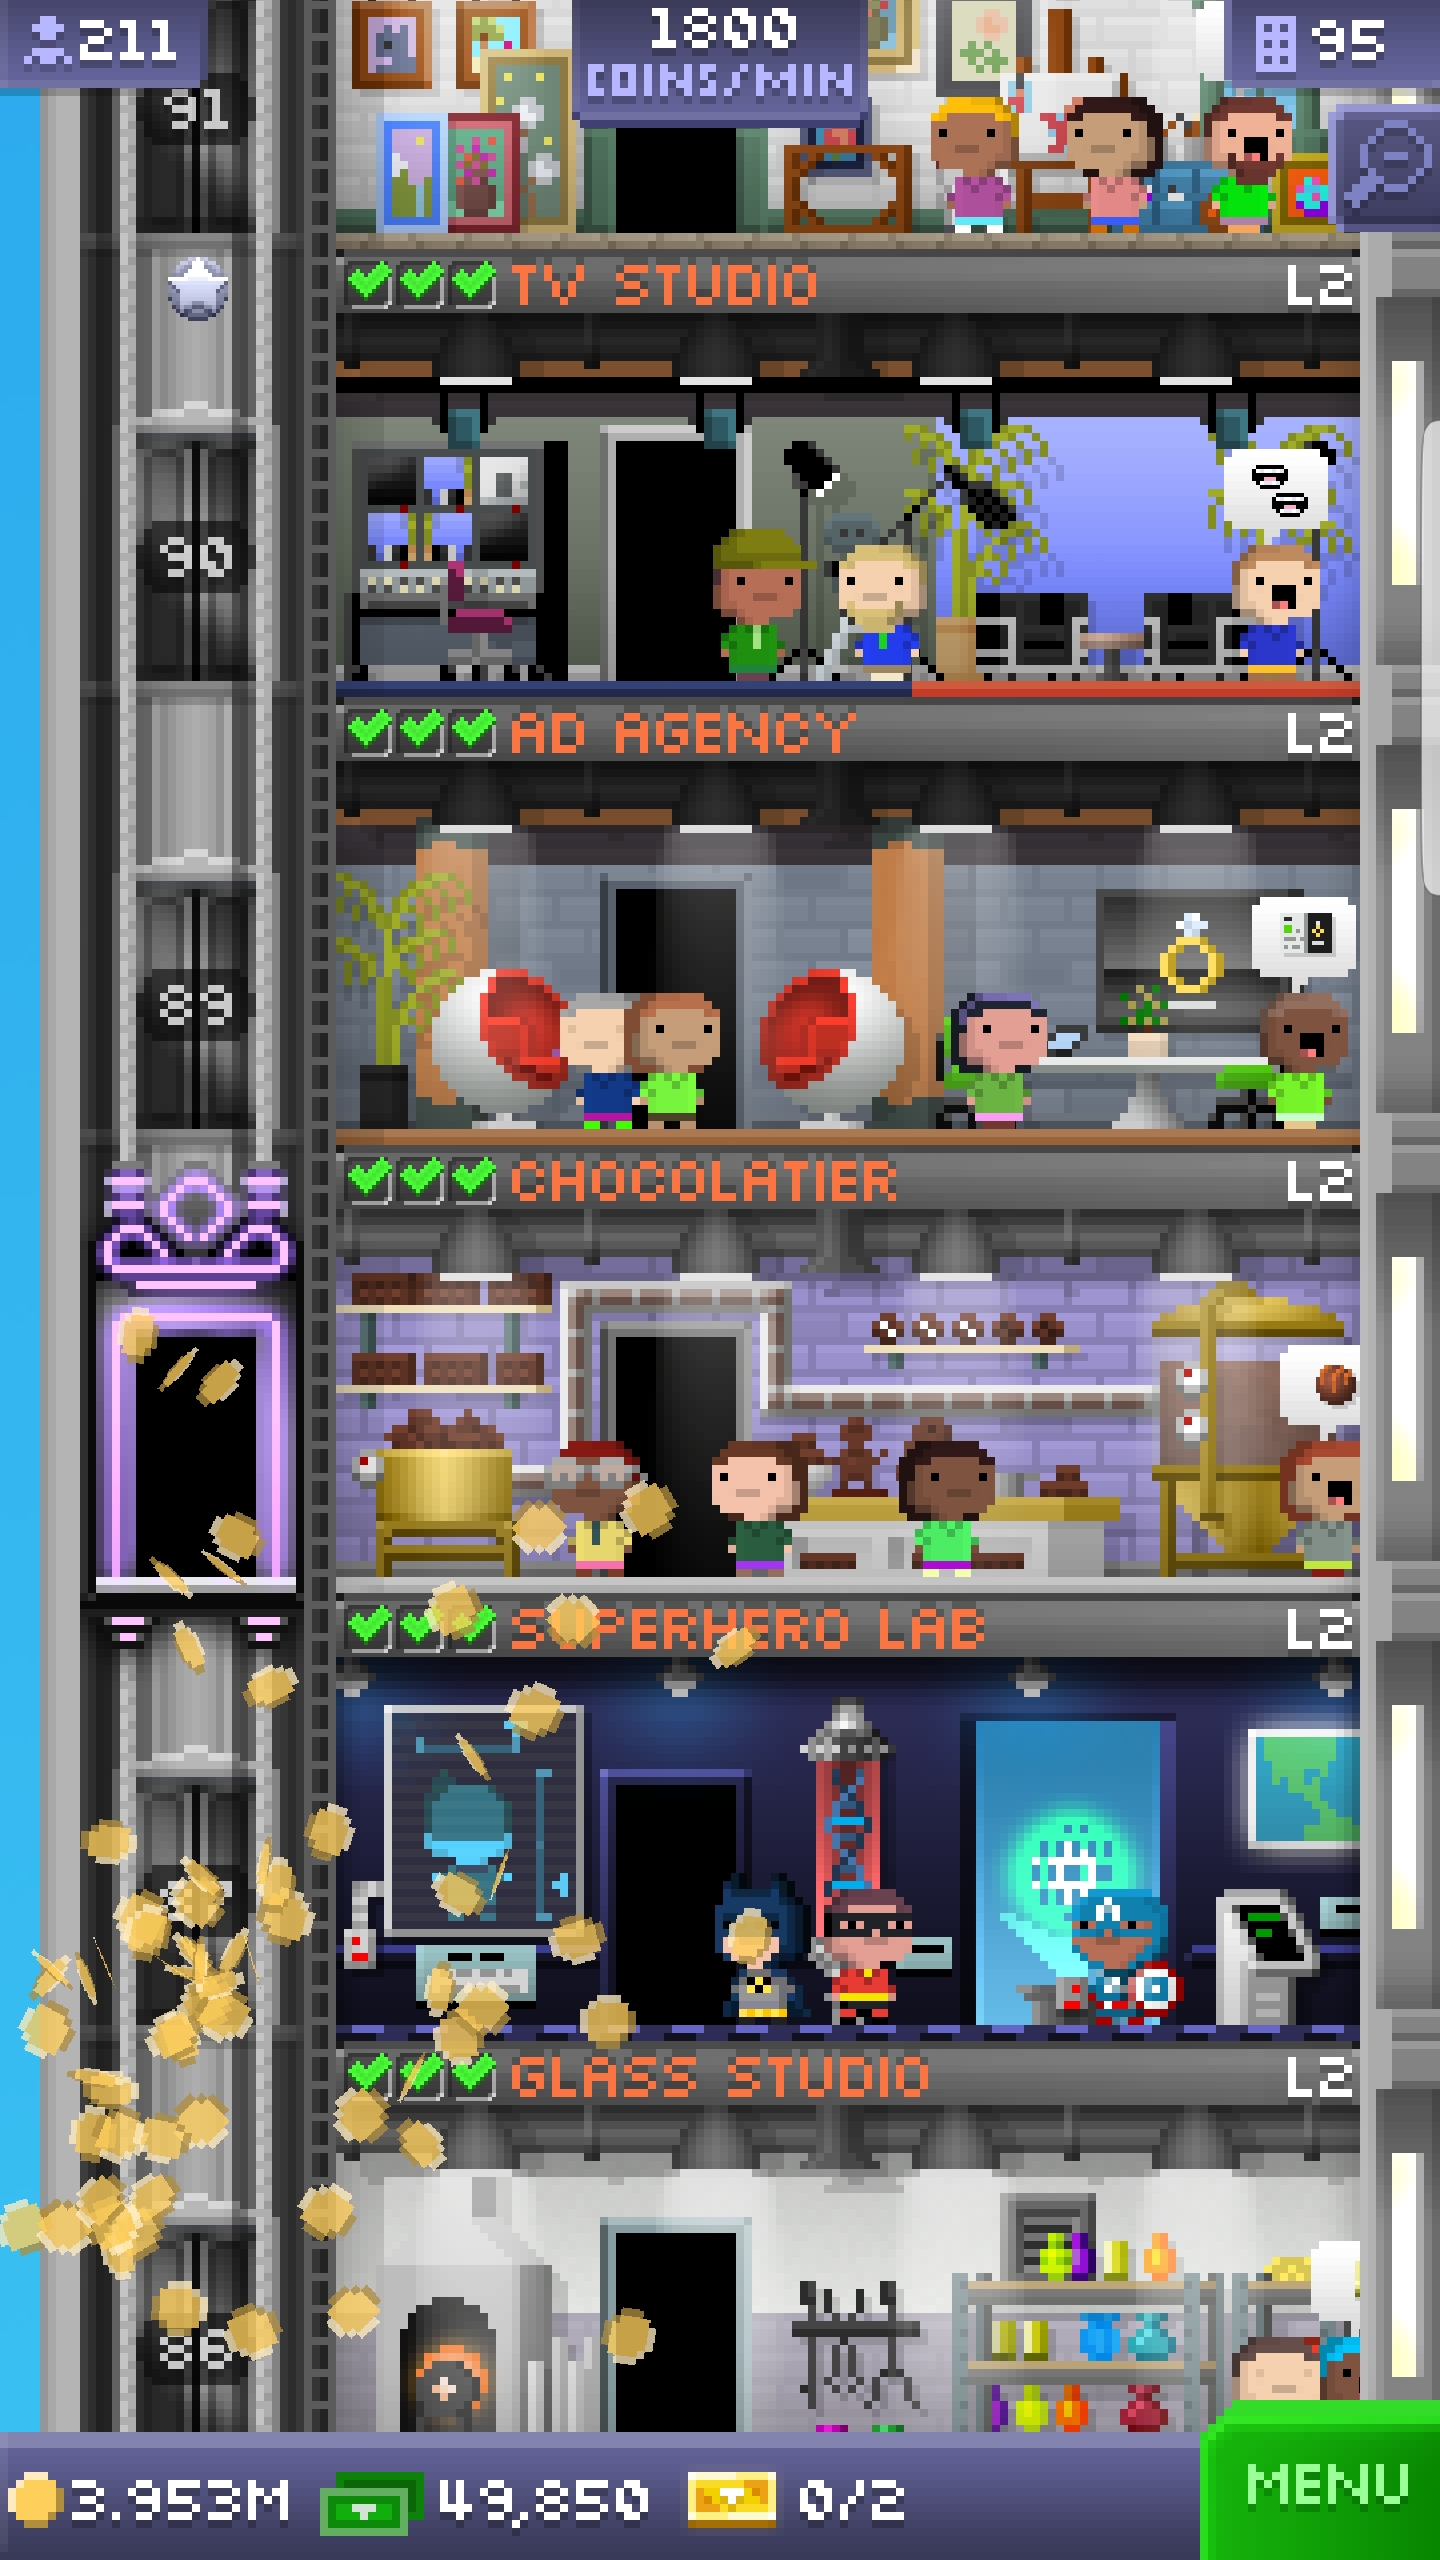 211
1800
COINS/MIN
95
91
TV STUDIO L2
90
AD AGENCY L2
89
CHOCOLATIER L2
SUPERHERO LAB L2
GLASS STUDIO L2
3.953M 49,850 0/2
MENU